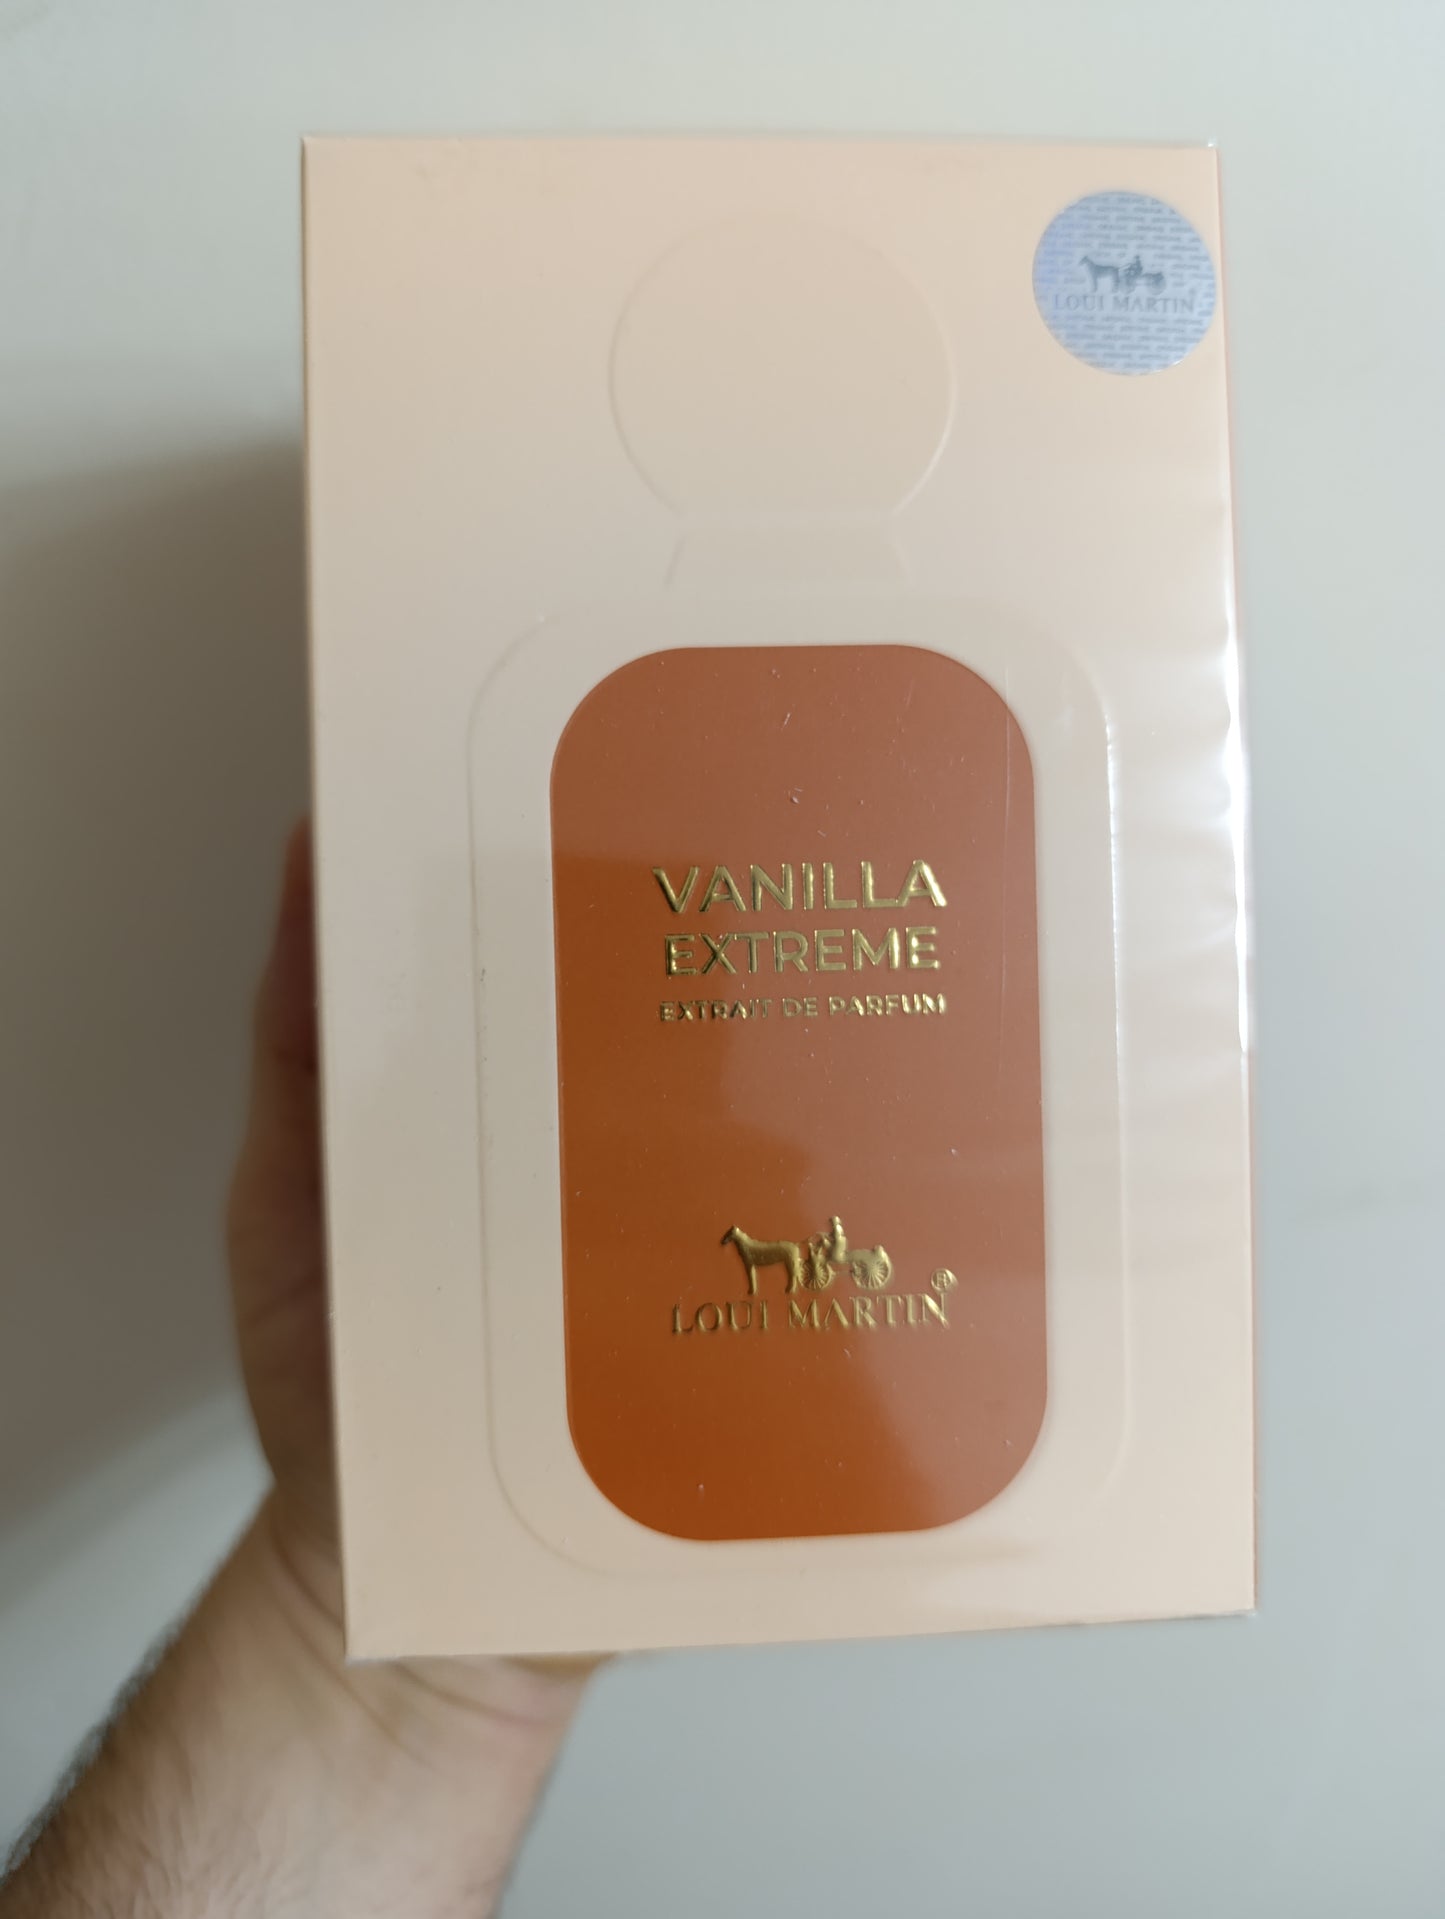 LOUI MARTIN
VANILLA
EXTREME
EXTRAIT DE PARFUM
LOUI MARTIN®